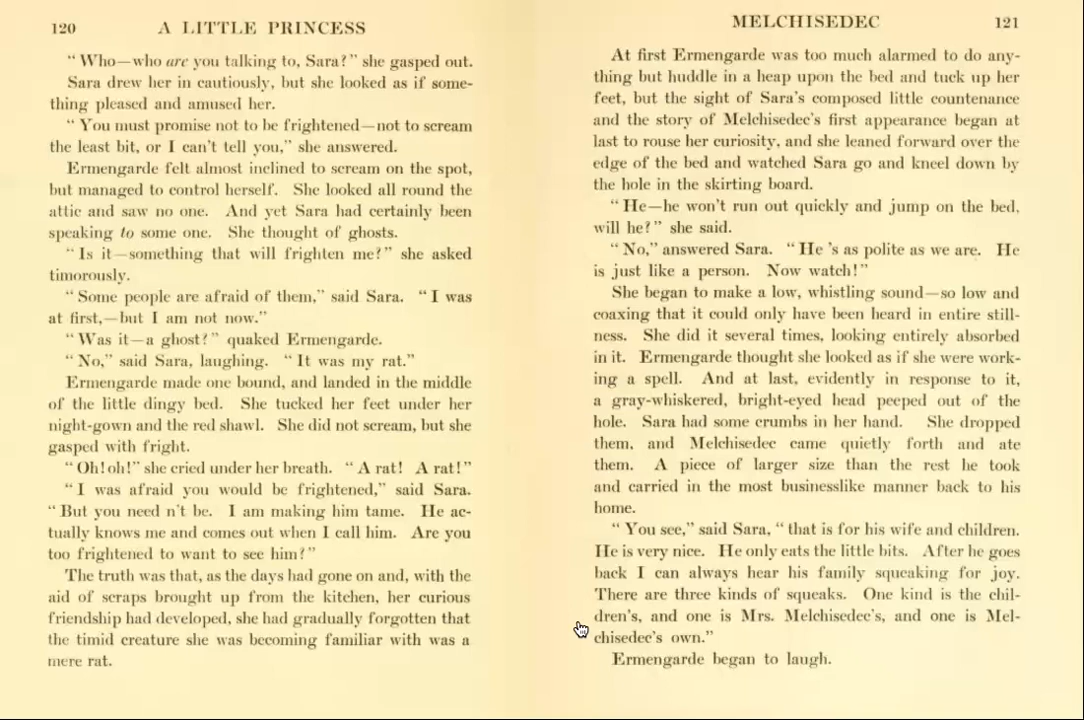 120 A LITTLE PRINCESS
“ Who—who are you talking to, Sara?” she gasped out.
Sara drew her in cautiously, but she looked as if some-
thing pleased and amused her.
“ You must promise not to be frightened—not to scream
the least bit, or I can’t tell you,” she answered.
Ermengarde felt almost inclined to scream on the spot,
but managed to control herself. She looked all round the
attic and saw no one. And yet Sara had certainly been
speaking to some one. She thought of ghosts.
“ Is it—something that will frighten me?” she asked
timorously.
“ Some people are afraid of them,” said Sara. “ I was
at first,—but I am not now.”
“ Was it—a ghost?” quaked Ermengarde.
“ No,” said Sara, laughing. “ It was my rat.”
Ermengarde made one bound, and landed in the middle
of the little dingy bed. She tucked her feet under her
night-gown and the red shawl. She did not scream, but she
gasped with fright.
“ Oh! oh!” she cried under her breath. “ A rat! A rat!”
“ I was afraid you would be frightened,” said Sara.
“ But you need n’t be. I am making him tame. He ac-
tually knows me and comes out when I call him. Are you
too frightened to want to see him?”
The truth was that, as the days had gone on and, with the
aid of scraps brought up from the kitchen, her curious
friendship had developed, she had gradually forgotten that
the timid creature she was becoming familiar with was a
mere rat.
MELCHISEDEC 121
At first Ermengarde was too much alarmed to do any-
thing but huddle in a heap upon the bed and tuck up her
feet, but the sight of Sara’s composed little countenance
and the story of Melchisedec’s first appearance began at
last to rouse her curiosity, and she leaned forward over the
edge of the bed and watched Sara go and kneel down by
the hole in the skirting board.
“ He—he won’t run out quickly and jump on the bed,
will he?” she said.
“ No,” answered Sara. “ He ’s as polite as we are. He
is just like a person. Now watch!”
She began to make a low, whistling sound—so low and
coaxing that it could only have been heard in entire still-
ness. She did it several times, looking entirely absorbed
in it. Ermengarde thought she looked as if she were work-
ing a spell. And at last, evidently in response to it,
a gray-whiskered, bright-eyed head peeped out of the
hole. Sara had some crumbs in her hand. She dropped
them, and Melchisedec came quietly forth and ate
them. A piece of larger size than the rest he took
and carried in the most businesslike manner back to his
home.
“ You see,” said Sara, “ that is for his wife and children.
He is very nice. He only eats the little bits. After he goes
back I can always hear his family squeaking for joy.
There are three kinds of squeaks. One kind is the chil-
dren’s, and one is Mrs. Melchisedec’s, and one is Mel-
chisedec’s own.”
Ermengarde began to laugh.